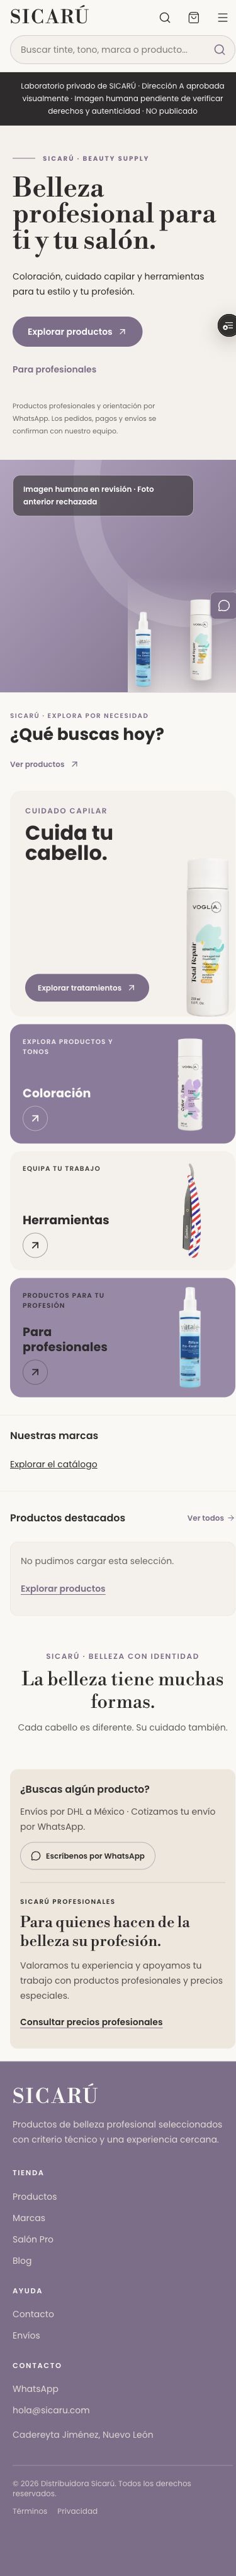 SICARÚ
Buscar tinte, tono, marca o producto...
Laboratorio privado de SICARÚ · Dirección A aprobada
visualmente · Imagen humana pendiente de verificar
derechos y autenticidad · NO publicado
SICARÚ · BEAUTY SUPPLY
Belleza
profesional para
ti y tu salón.
Coloración, cuidado capilar y herramientas
para tu estilo y tu profesión.
Explorar productos
Para profesionales
Productos profesionales y orientación por
WhatsApp. Los pedidos, pagos y envíos se
confirman con nuestro equipo.
Imagen humana en revisión · Foto
anterior rechazada
VOGLIA
Total Repair
SICARÚ · EXPLORA POR NECESIDAD
¿Qué buscas hoy?
Ver productos
CUIDADO CAPILAR
Cuida tu
cabello.
VOGLIA
Total Repair
Explorar tratamientos
EXPLORA PRODUCTOS Y
TONOS
Coloración
VOGLIA
EQUIPA TU TRABAJO
Herramientas
PRODUCTOS PARA TU
PROFESIÓN
Para
profesionales
Nuestras marcas
Explorar el catálogo
Productos destacados
Ver todos
No pudimos cargar esta selección.
Explorar productos
SICARÚ · BELLEZA CON IDENTIDAD
La belleza tiene muchas
formas.
Cada cabello es diferente. Su cuidado también.
¿Buscas algún producto?
Envíos por DHL a México · Cotizamos tu envío
por WhatsApp.
Escríbenos por WhatsApp
SICARÚ PROFESIONALES
Para quienes hacen de la
belleza su profesión.
Valoramos tu experiencia y apoyamos tu
trabajo con productos profesionales y precios
especiales.
Consultar precios profesionales
SICARÚ
Productos de belleza profesional seleccionados
con criterio técnico y una experiencia cercana.
TIENDA
Productos
Marcas
Salón Pro
Blog
AYUDA
Contacto
Envíos
CONTACTO
WhatsApp
hola@sicaru.com
Cadereyta Jiménez, Nuevo León
© 2026 Distribuidora Sicarú. Todos los derechos
reservados.
Términos
Privacidad